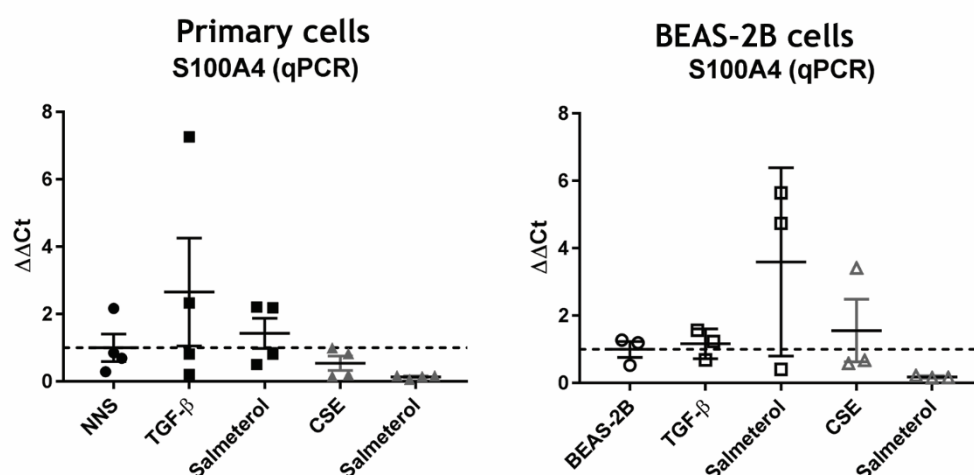 Primary cells
S100A4 (qPCR)
8
6
4
2
0
ΔΔCt
NNS
TGF-β
Salmeterol
CSE
Salmeterol
BEAS-2B cells
S100A4 (qPCR)
8
6
4
2
0
ΔΔCt
BEAS-2B
TGF-β
Salmeterol
CSE
Salmeterol